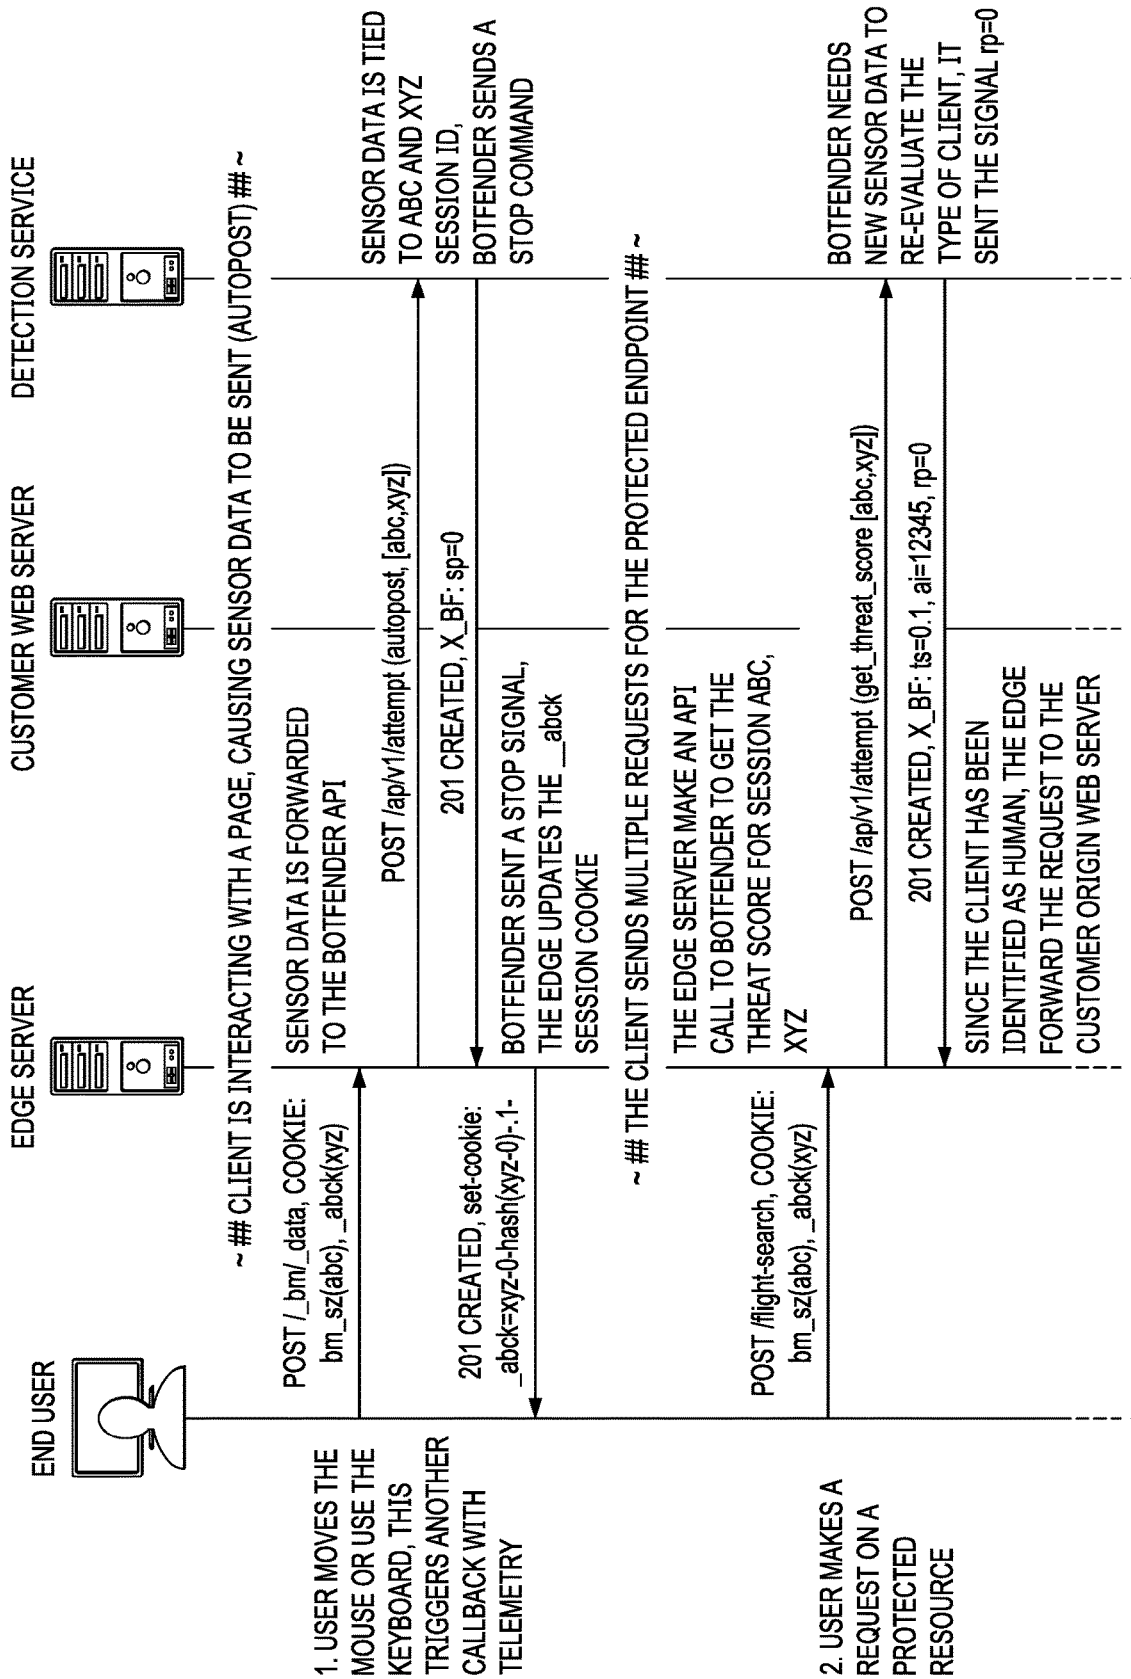 END USER
EDGE SERVER
CUSTOMER WEB SERVER
DETECTION SERVICE
~ ## CLIENT IS INTERACTING WITH A PAGE, CAUSING SENSOR DATA TO BE SENT (AUTOPOST) ## ~
1. USER MOVES THE
MOUSE OR USE THE
KEYBOARD, THIS
TRIGGERS ANOTHER
CALLBACK WITH
TELEMETRY
POST /_bm/_data, COOKIE:
bm_sz(abc), _abck(xyz)
SENSOR DATA IS FORWARDED
TO THE BOTFENDER API
POST /ap/v1/attempt (autopost, [abc,xyz])
SENSOR DATA IS TIED
TO ABC AND XYZ
SESSION ID,
BOTFENDER SENDS A
STOP COMMAND
201 CREATED, X_BF: sp=0
BOTFENDER SENT A STOP SIGNAL,
THE EDGE UPDATES THE __abck
SESSION COOKIE
201 CREATED, set-cookie:
_abck=xyz-0-hash(xyz-0)-.1-
~ ## THE CLIENT SENDS MULTIPLE REQUESTS FOR THE PROTECTED ENDPOINT ## ~
2. USER MAKES A
REQUEST ON A
PROTECTED
RESOURCE
POST /flight-search, COOKIE:
bm_sz(abc), _abck(xyz)
THE EDGE SERVER MAKE AN API
CALL TO BOTFENDER TO GET THE
THREAT SCORE FOR SESSION ABC,
XYZ
POST /ap/v1/attempt (get_threat_score [abc,xyz])
BOTFENDER NEEDS
NEW SENSOR DATA TO
RE-EVALUATE THE
TYPE OF CLIENT, IT
SENT THE SIGNAL rp=0
201 CREATED, X_BF: ts=0.1, ai=12345, rp=0
SINCE THE CLIENT HAS BEEN
IDENTIFIED AS HUMAN, THE EDGE
FORWARD THE REQUEST TO THE
CUSTOMER ORIGIN WEB SERVER